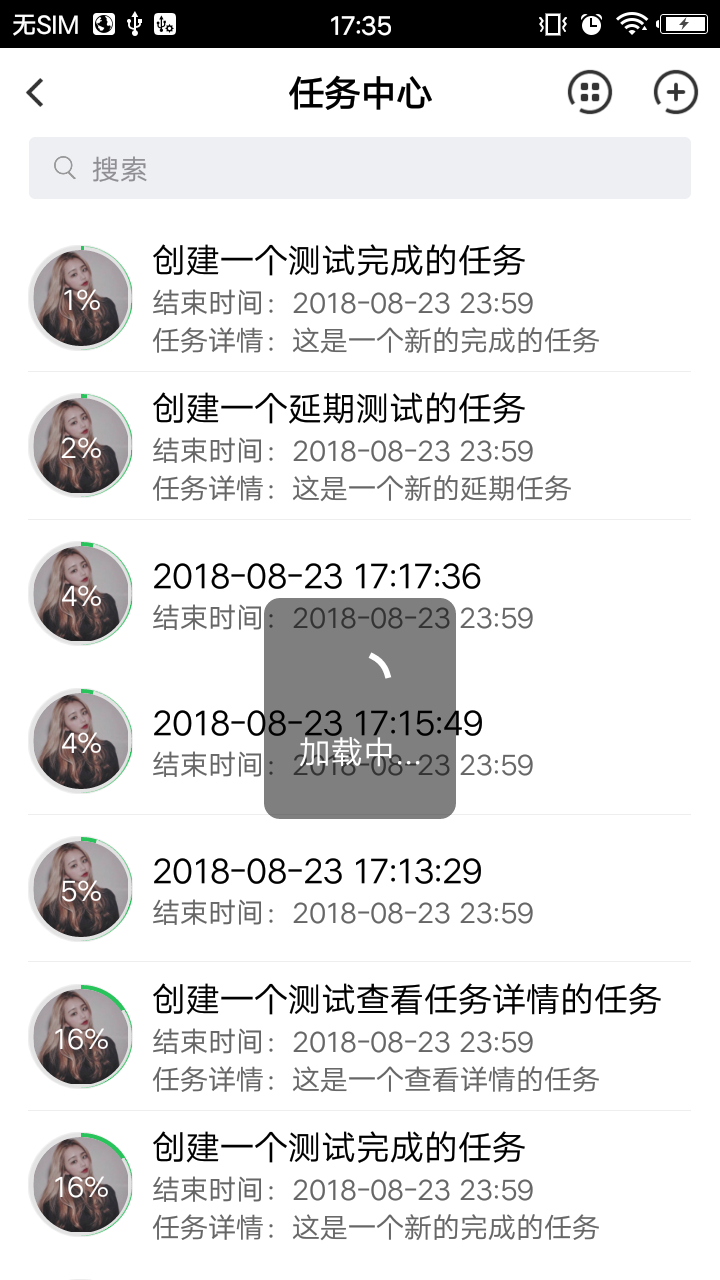 无SIM 17:35
任务中心
搜索
创建一个测试完成的任务
1%
结束时间：2018-08-23 23:59
任务详情：这是一个新的完成的任务
创建一个延期测试的任务
2%
结束时间：2018-08-23 23:59
任务详情：这是一个新的延期任务
2018-08-23 17:17:36
4%
结束时间：2018-08-23 23:59
2018-08-23 17:15:49
4%
加载中...
结束时间：2018-08-23 23:59
2018-08-23 17:13:29
5%
结束时间：2018-08-23 23:59
创建一个测试查看任务详情的任务
16%
结束时间：2018-08-23 23:59
任务详情：这是一个查看详情的任务
创建一个测试完成的任务
16%
结束时间：2018-08-23 23:59
任务详情：这是一个新的完成的任务